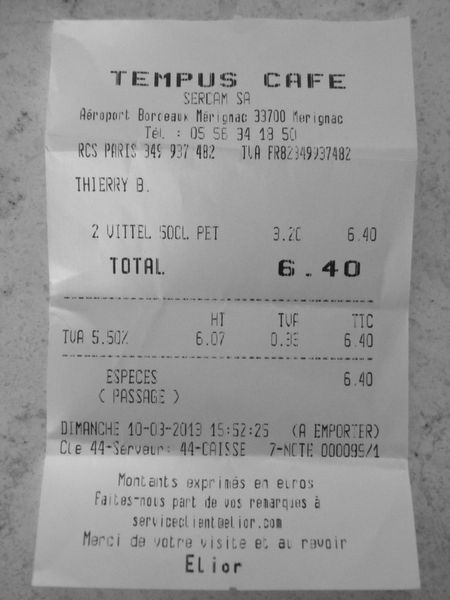 TEMPUS CAFE
SERCAM SA
Aéroport Bordeaux Mérignac 33700 Merignac
Tél. : 05 56 34 18 50
RCS PARIS 349 937 482 TVA FR82349937482
THIERRY B.
2 VITTEL 50CL PET 3.20 6.40
TOTAL 6.40
HT TVA TTC
TVA 5.50% 6.07 0.33 6.40
ESPECES 6.40
( PASSAGE )
DIMANCHE 10-03-2013 15:52:25 (A EMPORTER)
Cle 44-Serveur: 44-CAISSE 7-NOTE 000095/1
Montants exprimés en euros
Faites-nous part de vos remarques à
serviceclient@elior.com
Merci de votre visite et au revoir
Elior